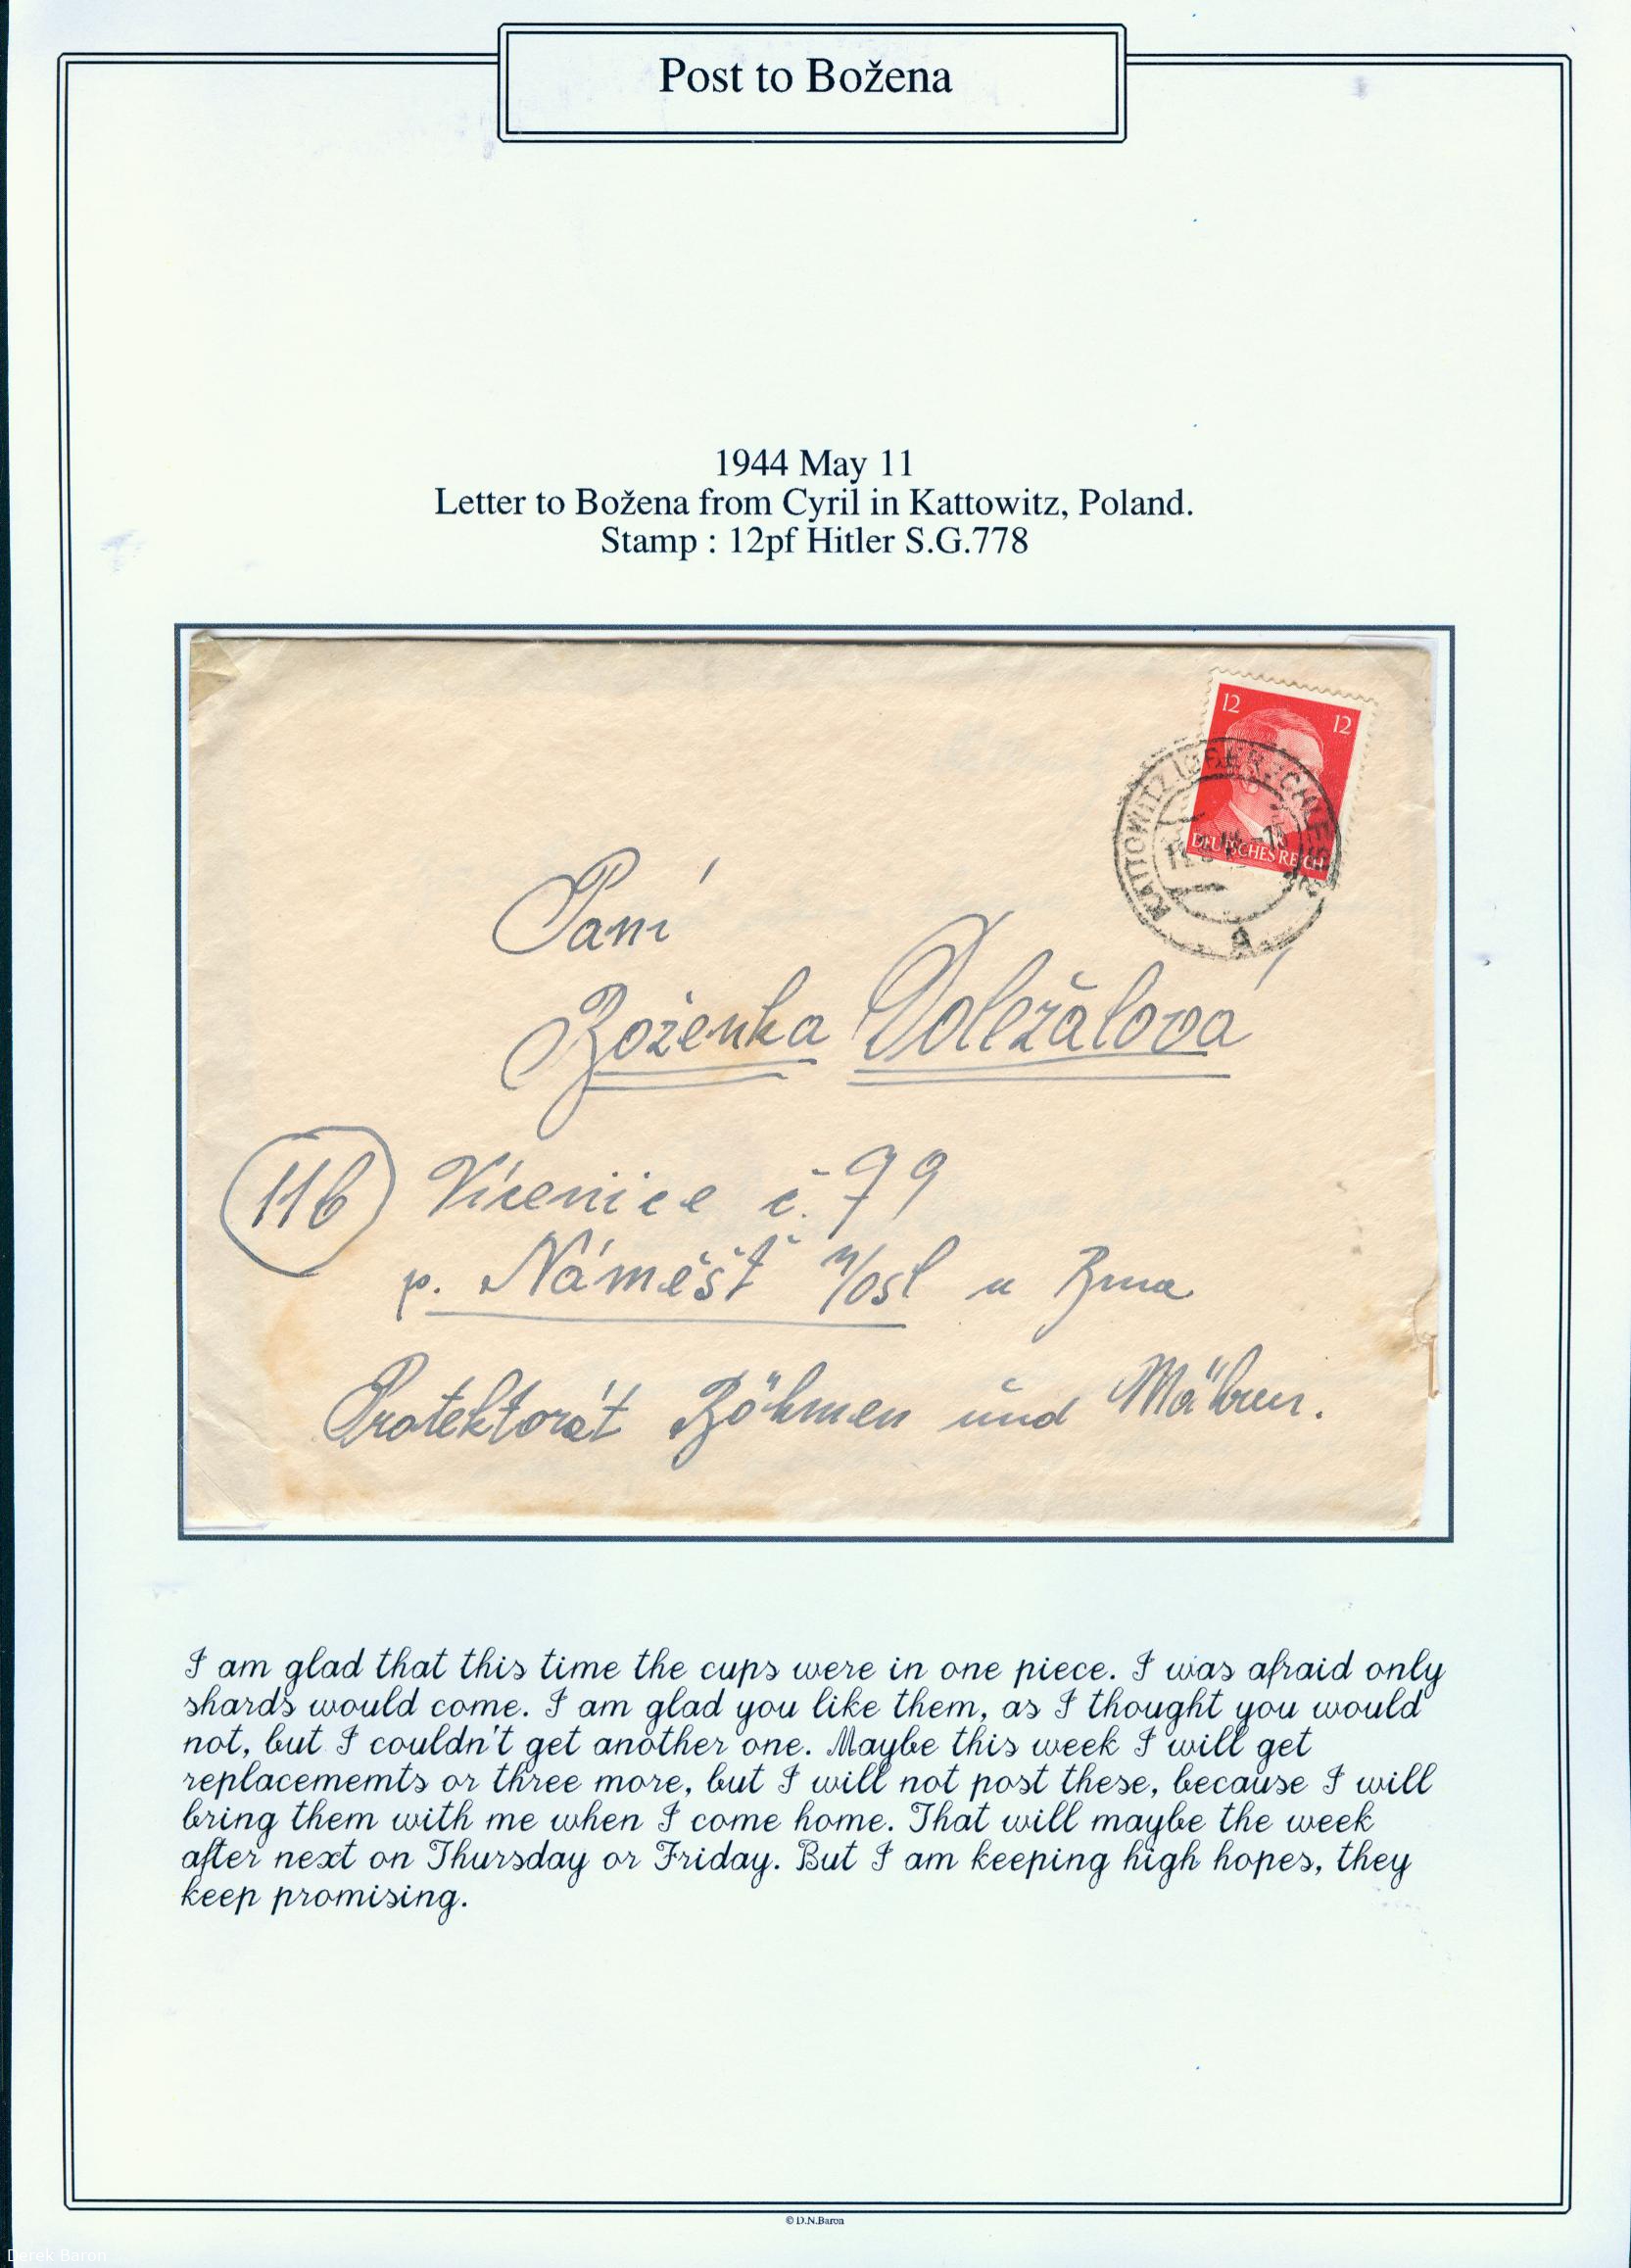 Post to Božena
1944 May 11
Letter to Božena from Cyril in Kattowitz, Poland.
Stamp : 12pf Hitler S.G.778
12 12
DEUTSCHES REICH
KATTOWITZ
a
Paní
Boženka Doležalová
11b Vícenice č. 79
p. Náměšť n/osl u Brna
Protektorát Böhmen und Mähren.
I am glad that this time the cups were in one piece. I was afraid only
shards would come. I am glad you like them, as I thought you would
not, but I couldn't get another one. Maybe this week I will get
replacememts or three more, but I will not post these, because I will
bring them with me when I come home. That will maybe the week
after next on Thursday or Friday. But I am keeping high hopes, they
keep promising.
© D.N.Baron
Derek Baron